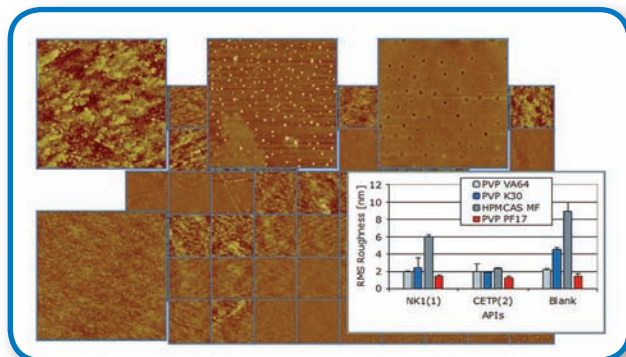 12
10
8
6
4
2
0
RMS Roughness [nm]
PVP VA64
PVP K30
HPMCAS MF
PVP PF17
NK1(1) CETP(2) Blank
APIs